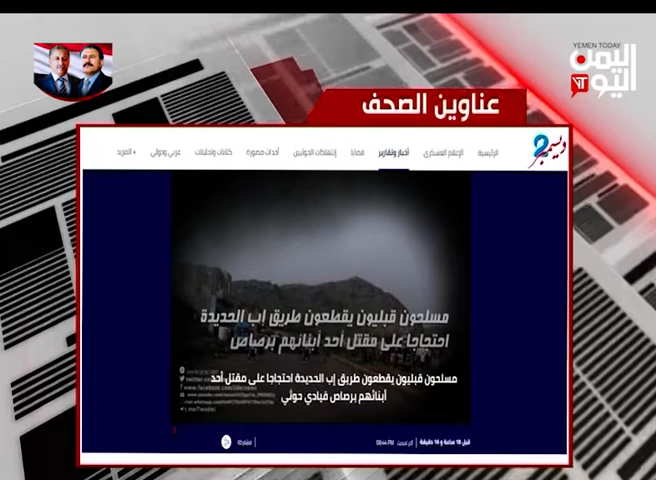 YEMEN TODAY
اليمن
اليوم
عناوين الصحف
2 ديسمبر
الرئيسية الإعلام العسكري أخبار وتقارير قضايا إنتهاكات الحوثيين أحداث مصورة كتابات وتحليلات عربي ودولي + المزيد
مسلحون قبليون يقطعون طريق إب الحديدة
احتجاجا على مقتل أحد أبنائهم برصاص
مسلحون قبليون يقطعون طريق إب الحديدة احتجاجا على مقتل أحد
أبنائهم برصاص قيادي حوثي
مشاركة